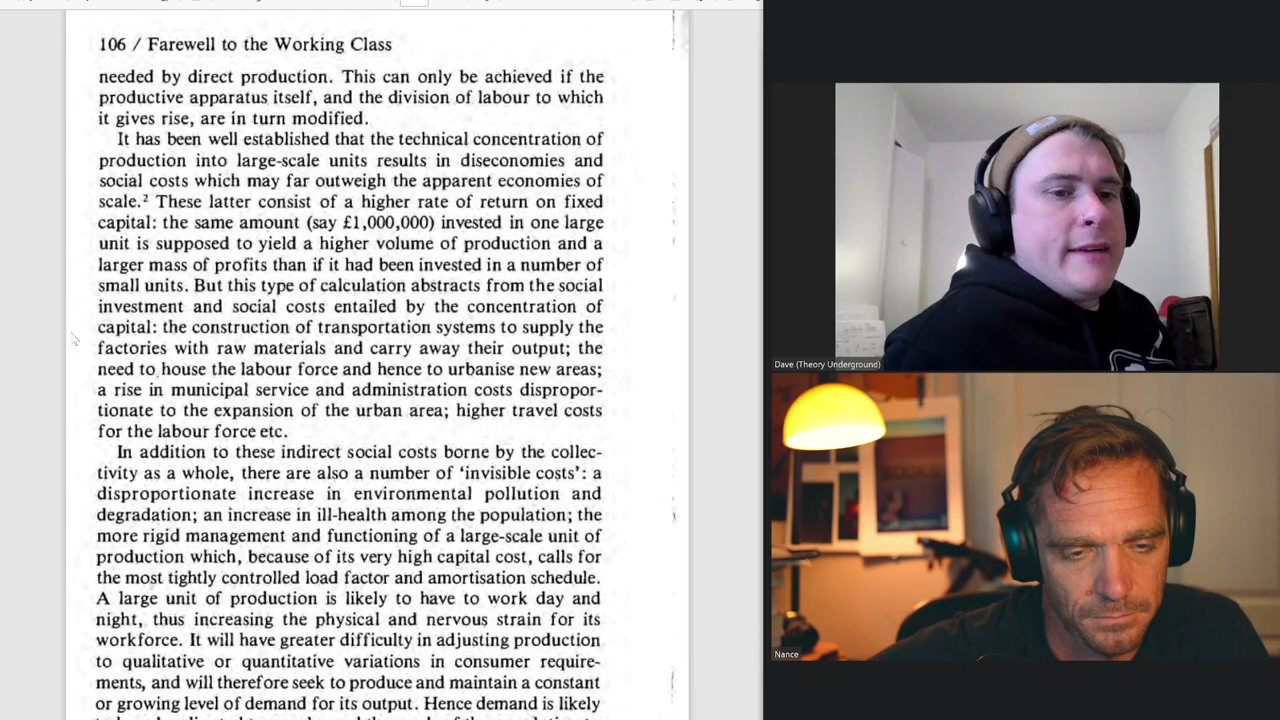 106 / Farewell to the Working Class
needed by direct production. This can only be achieved if the
productive apparatus itself, and the division of labour to which
it gives rise, are in turn modified.
It has been well established that the technical concentration of
production into large-scale units results in diseconomies and
social costs which may far outweigh the apparent economies of
scale.² These latter consist of a higher rate of return on fixed
capital: the same amount (say £1,000,000) invested in one large
unit is supposed to yield a higher volume of production and a
larger mass of profits than if it had been invested in a number of
small units. But this type of calculation abstracts from the social
investment and social costs entailed by the concentration of
capital: the construction of transportation systems to supply the
factories with raw materials and carry away their output; the
need to house the labour force and hence to urbanise new areas;
a rise in municipal service and administration costs dispropor-
tionate to the expansion of the urban area; higher travel costs
for the labour force etc.
In addition to these indirect social costs borne by the collec-
tivity as a whole, there are also a number of 'invisible costs': a
disproportionate increase in environmental pollution and
degradation; an increase in ill-health among the population; the
more rigid management and functioning of a large-scale unit of
production which, because of its very high capital cost, calls for
the most tightly controlled load factor and amortisation schedule.
A large unit of production is likely to have to work day and
night, thus increasing the physical and nervous strain for its
workforce. It will have greater difficulty in adjusting production
to qualitative or quantitative variations in consumer require-
ments, and will therefore seek to produce and maintain a constant
or growing level of demand for its output. Hence demand is likely
Dave (Theory Underground)
Nance